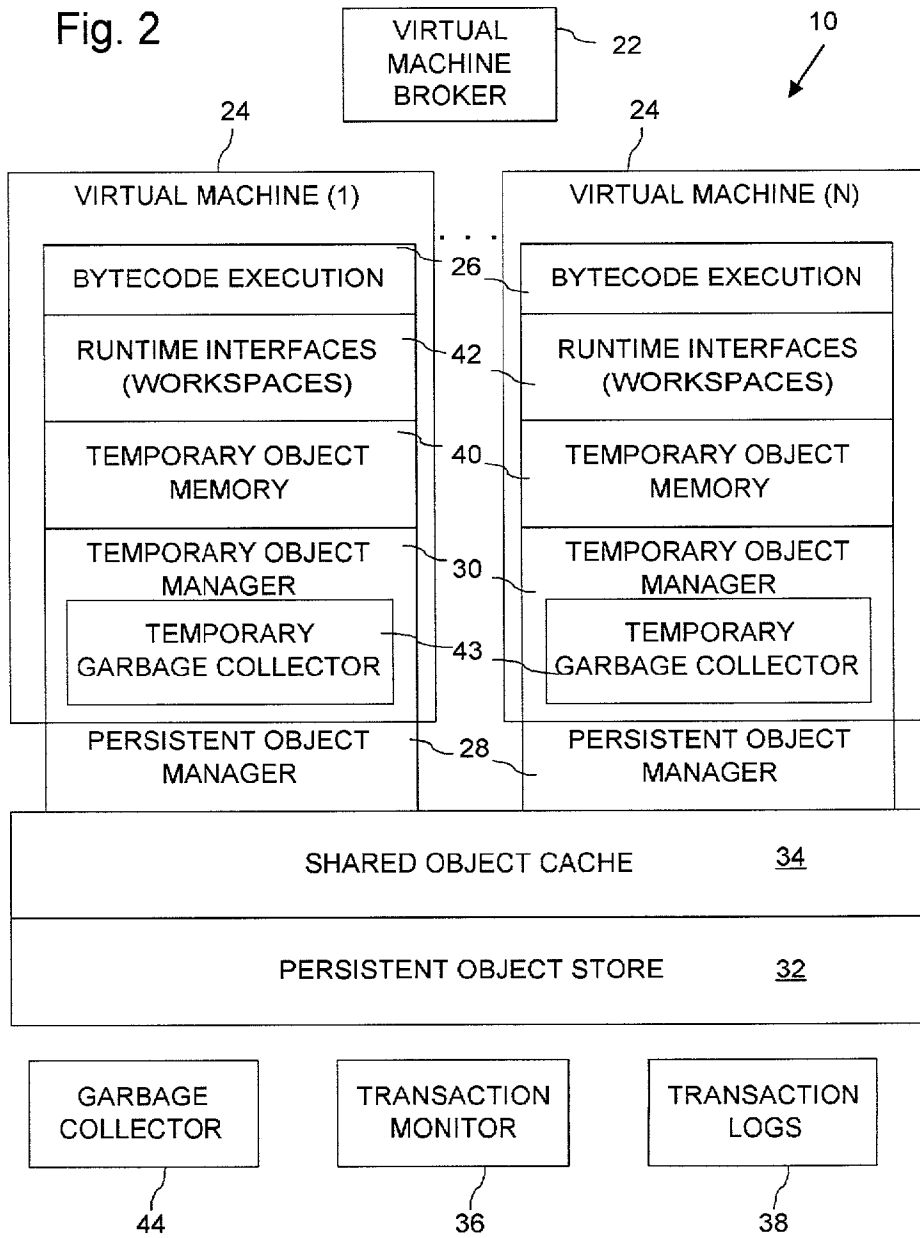 Fig. 2
VIRTUAL
MACHINE
BROKER
22
10
24
24
VIRTUAL MACHINE (1)
VIRTUAL MACHINE (N)
. . .
26
BYTECODE EXECUTION
BYTECODE EXECUTION
RUNTIME INTERFACES
(WORKSPACES)
42
RUNTIME INTERFACES
(WORKSPACES)
TEMPORARY OBJECT
MEMORY
40
TEMPORARY OBJECT
MEMORY
TEMPORARY OBJECT
MANAGER
30
TEMPORARY OBJECT
MANAGER
TEMPORARY
GARBAGE COLLECTOR
43
TEMPORARY
GARBAGE COLLECTOR
PERSISTENT OBJECT
MANAGER
28
PERSISTENT OBJECT
MANAGER
SHARED OBJECT CACHE 34
PERSISTENT OBJECT STORE 32
GARBAGE
COLLECTOR
TRANSACTION
MONITOR
TRANSACTION
LOGS
44
36
38